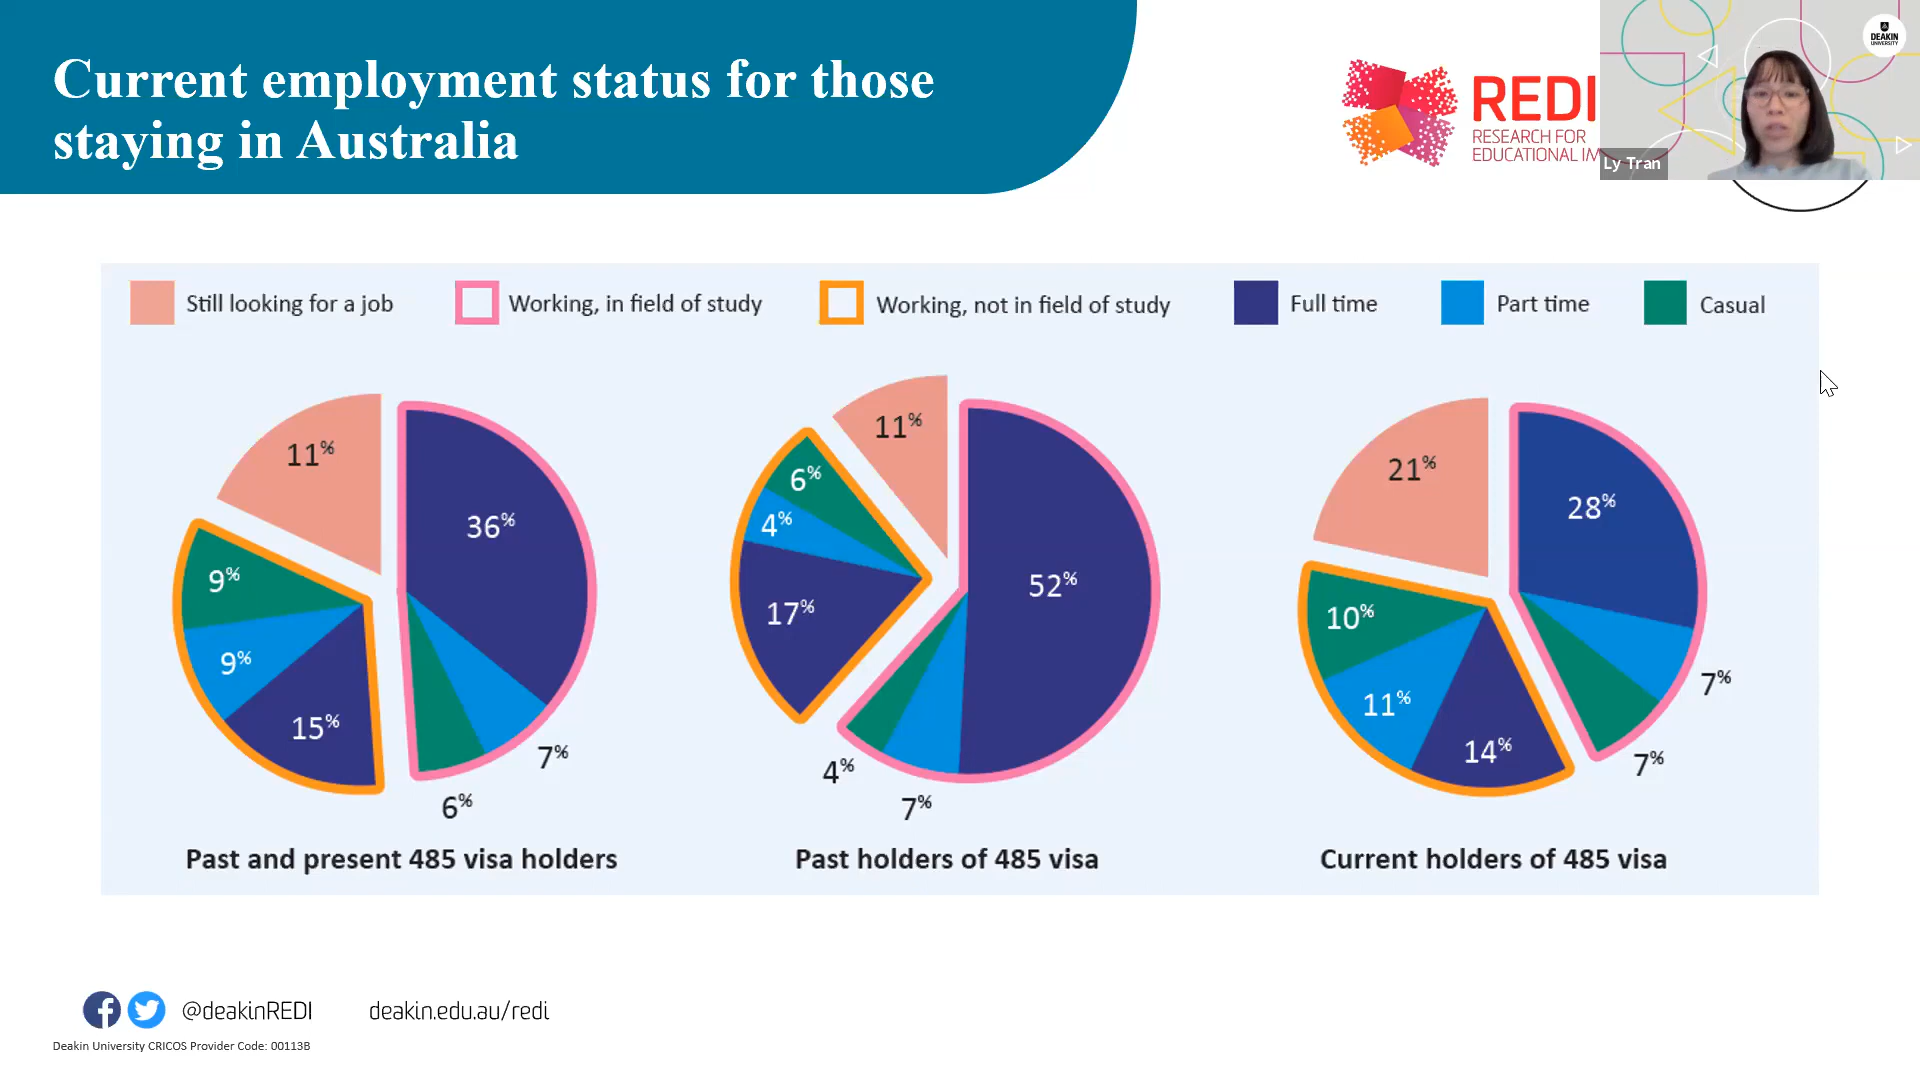 Current employment status for those
staying in Australia
REDI
RESEARCH FOR
EDUCATIONAL IM
DEAKIN
UNIVERSITY
Ly Tran
Still looking for a job
Working, in field of study
Working, not in field of study
Full time
Part time
Casual
11%
36%
9%
9%
15%
7%
6%
Past and present 485 visa holders
11%
6%
4%
17%
52%
4%
7%
Past holders of 485 visa
21%
28%
10%
11%
14%
7%
7%
Current holders of 485 visa
@deakinREDI
deakin.edu.au/redi
Deakin University CRICOS Provider Code: 00113B